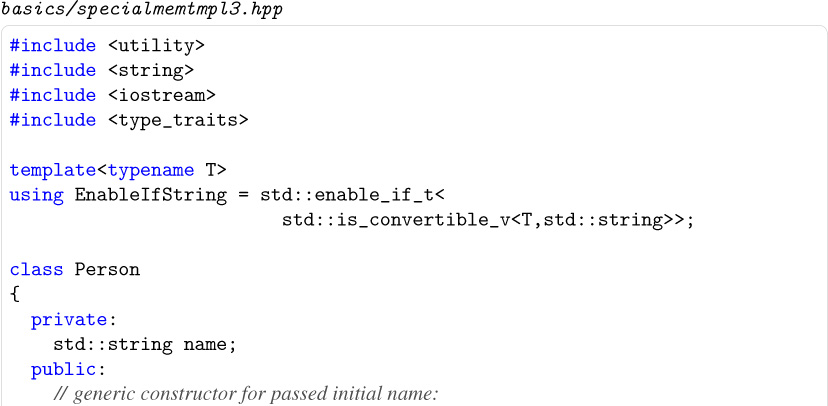 basics/specialmemtmpl3.hpp
#include <utility>
#include <string>
#include <iostream>
#include <type_traits>
template<typename T>
using EnableIfString = std::enable_if_t<
std::is_convertible_v<T,std::string>>;
class Person
{
private:
std::string name;
public:
// generic constructor for passed initial name: